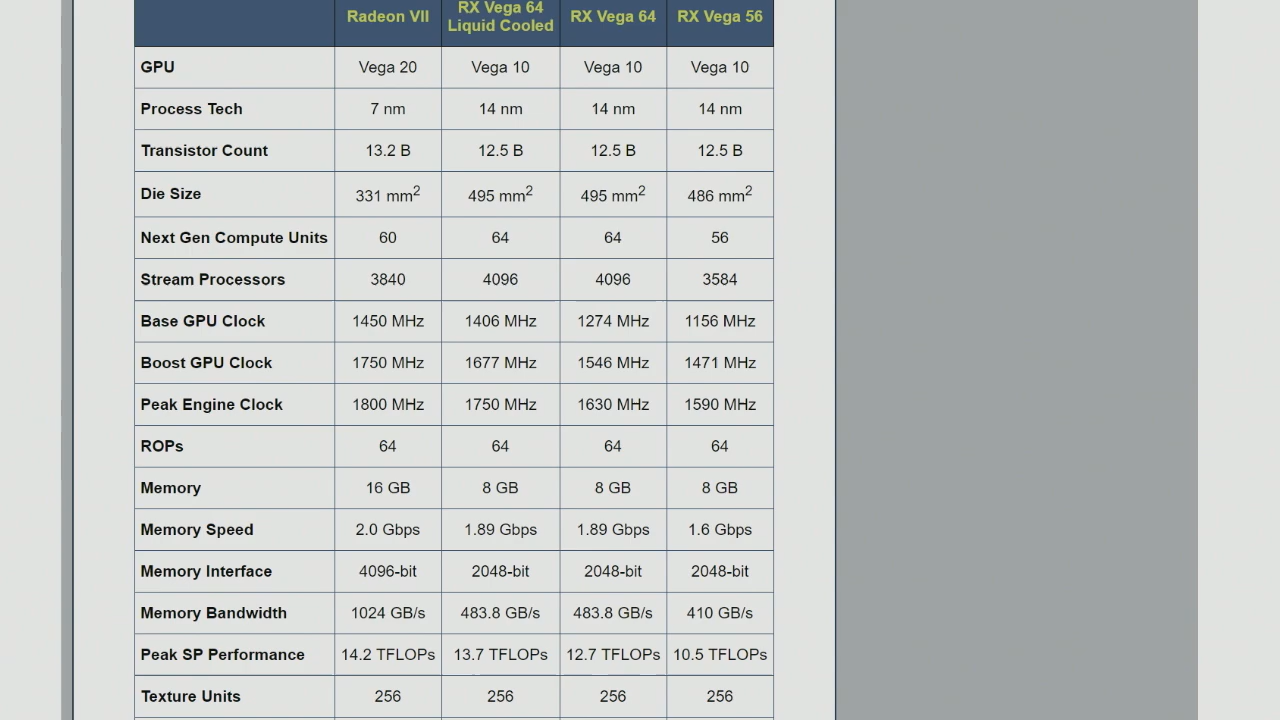 Radeon VII RX Vega 64 Liquid Cooled RX Vega 64 RX Vega 56
GPU Vega 20 Vega 10 Vega 10 Vega 10
Process Tech 7 nm 14 nm 14 nm 14 nm
Transistor Count 13.2 B 12.5 B 12.5 B 12.5 B
Die Size 331 mm2 495 mm2 495 mm2 486 mm2
Next Gen Compute Units 60 64 64 56
Stream Processors 3840 4096 4096 3584
Base GPU Clock 1450 MHz 1406 MHz 1274 MHz 1156 MHz
Boost GPU Clock 1750 MHz 1677 MHz 1546 MHz 1471 MHz
Peak Engine Clock 1800 MHz 1750 MHz 1630 MHz 1590 MHz
ROPs 64 64 64 64
Memory 16 GB 8 GB 8 GB 8 GB
Memory Speed 2.0 Gbps 1.89 Gbps 1.89 Gbps 1.6 Gbps
Memory Interface 4096-bit 2048-bit 2048-bit 2048-bit
Memory Bandwidth 1024 GB/s 483.8 GB/s 483.8 GB/s 410 GB/s
Peak SP Performance 14.2 TFLOPs 13.7 TFLOPs 12.7 TFLOPs 10.5 TFLOPs
Texture Units 256 256 256 256